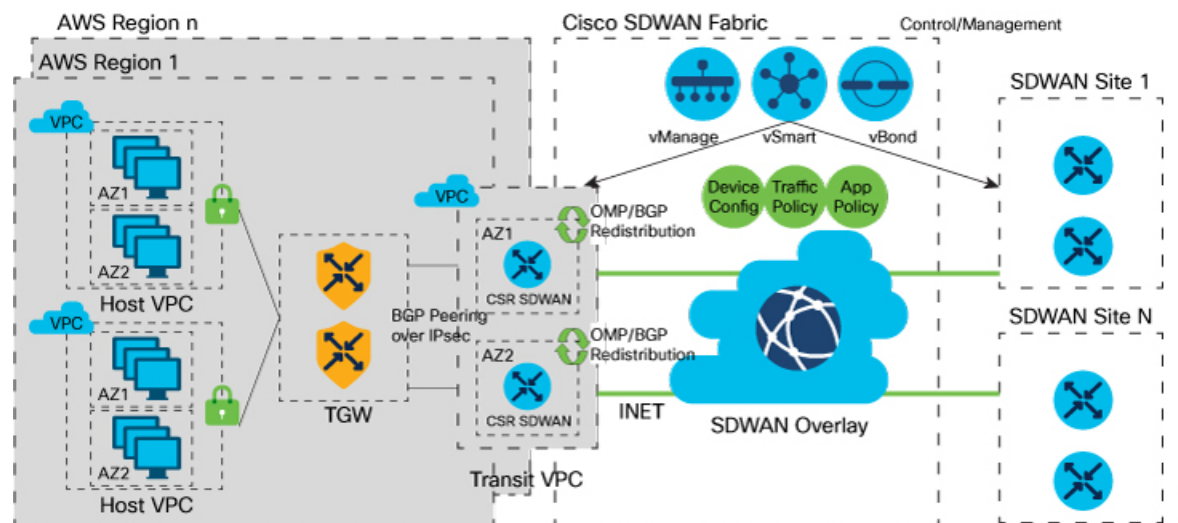 AWS Region n
AWS Region 1
VPC
AZ1
AZ2
Host VPC
VPC
AZ1
AZ2
Host VPC
TGW
BGP Peering
over IPsec
VPC
AZ1
CSR SDWAN
AZ2
CSR SDWAN
Transit VPC
OMP/BGP
Redistribution
OMP/BGP
Redistribution
INET
Cisco SDWAN Fabric
Control/Management
vManage
vSmart
vBond
Device
Config
Traffic
Policy
App
Policy
SDWAN Overlay
SDWAN Site 1
SDWAN Site N